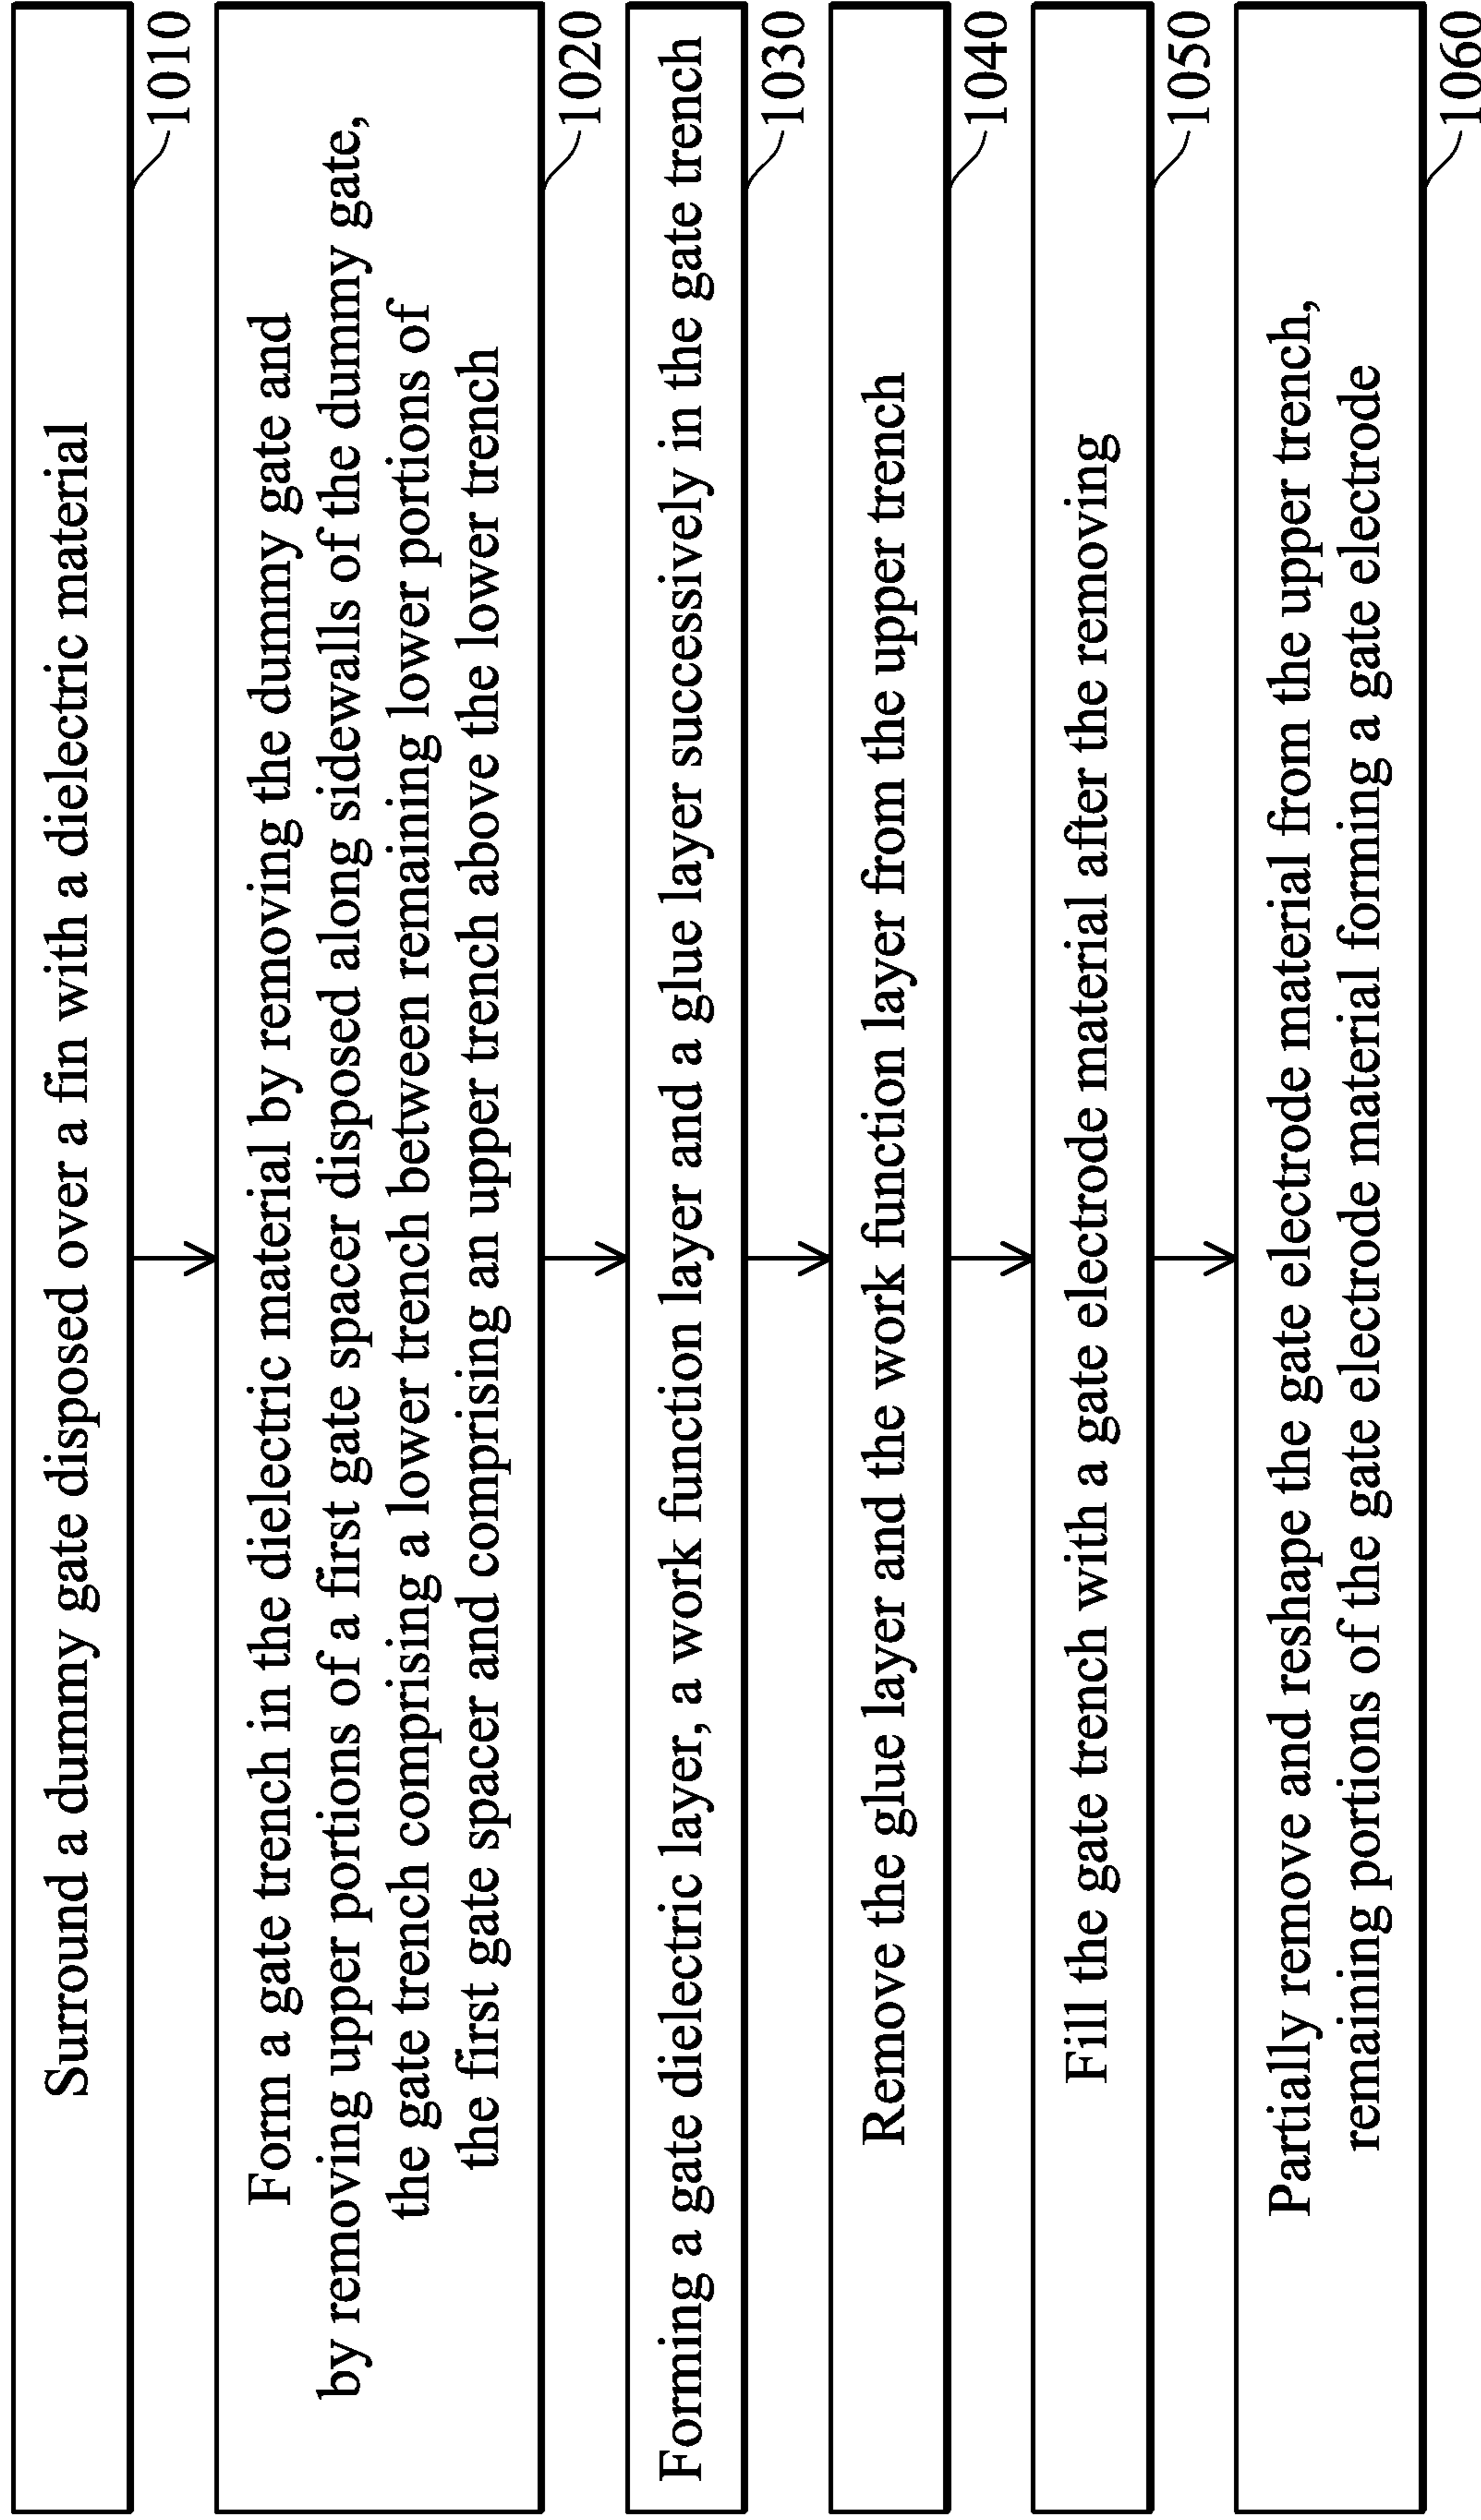 Surround a dummy gate disposed over a fin with a dielectric material
1010
Form a gate trench in the dielectric material by removing the dummy gate and
by removing upper portions of a first gate spacer disposed along sidewalls of the dummy gate,
the gate trench comprising a lower trench between remaining lower portions of
the first gate spacer and comprising an upper trench above the lower trench
1020
Forming a gate dielectric layer, a work function layer and a glue layer successively in the gate trench
1030
Remove the glue layer and the work function layer from the upper trench
1040
Fill the gate trench with a gate electrode material after the removing
1050
Partially remove and reshape the gate electrode material from the upper trench,
remaining portions of the gate electrode material forming a gate electrode
1060